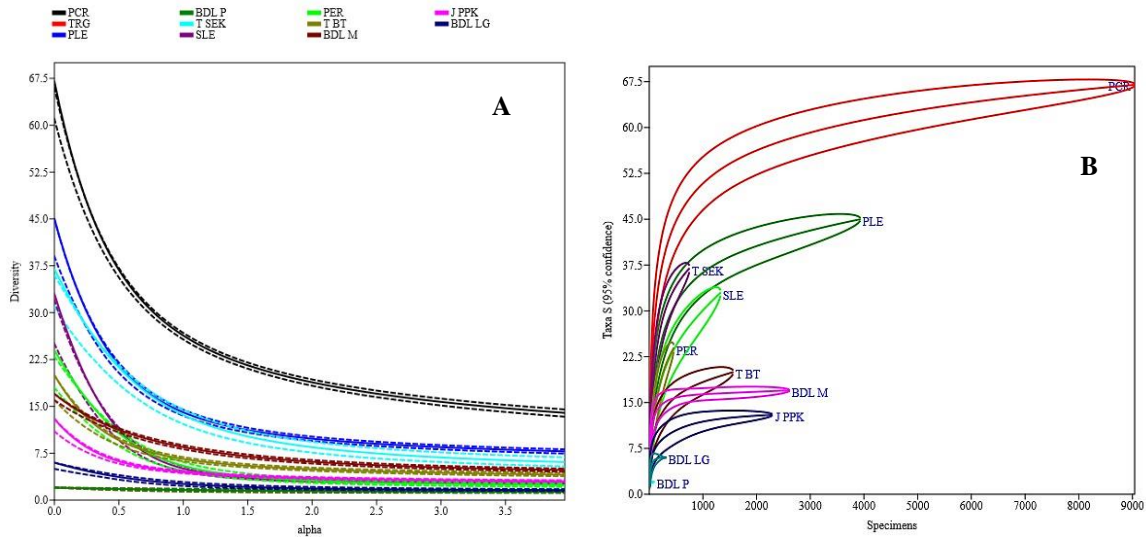 PCR BDL P PER J PPK
TRG T SEK T BT BDL LG
PLE SLE BDL M
A
67.5
60.0
52.5
45.0
37.5
30.0
22.5
15.0
7.5
0.0
Diversity
0.0 0.5 1.0 1.5 2.0 2.5 3.0 3.5
alpha
B
67.5
60.0
52.5
45.0
37.5
30.0
22.5
15.0
7.5
0.0
Taxa S (95% confidence)
PCR
PLE
T SEK
SLE
PER
T BT
BDL M
J PPK
BDL LG
BDL P
1000 2000 3000 4000 5000 6000 7000 8000 9000
Specimens